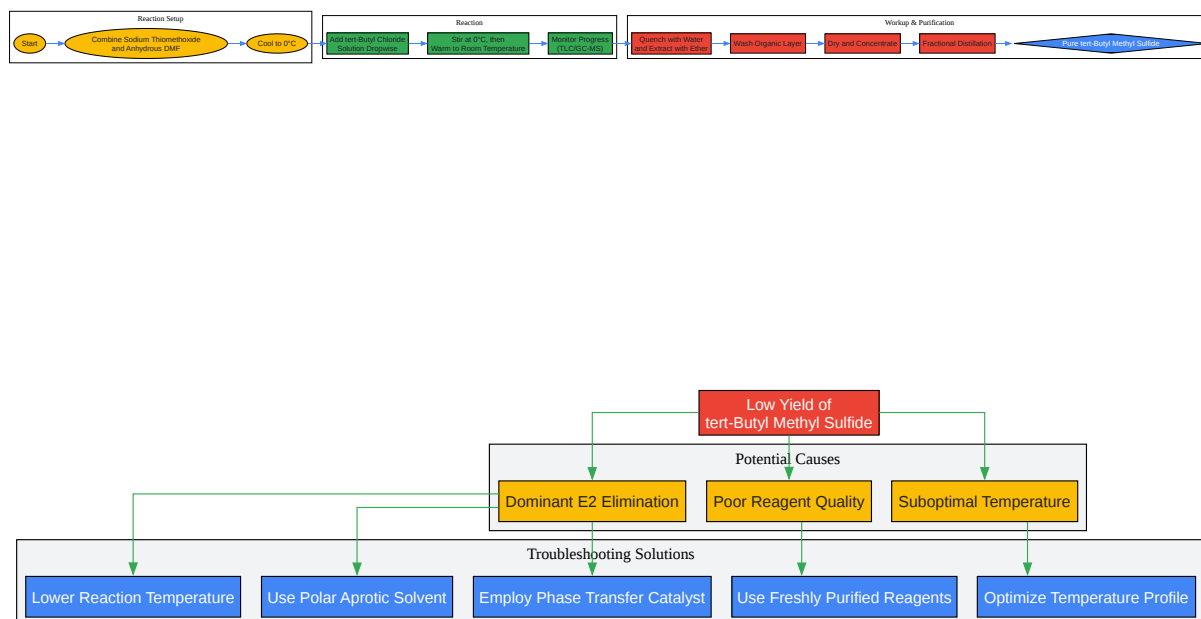 Reaction Setup
Start
Combine Sodium Thiomethoxide
and Anhydrous DMF
Cool to 0°C
Reaction
Add tert-Butyl Chloride
Solution Dropwise
Stir at 0°C, then
Warm to Room Temperature
Monitor Progress
(TLC/GC-MS)
Workup & Purification
Quench with Water
and Extract with Ether
Wash Organic Layer
Dry and Concentrate
Fractional Distillation
Pure tert-Butyl Methyl Sulfide
Low Yield of
tert-Butyl Methyl Sulfide
Potential Causes
Dominant E2 Elimination
Poor Reagent Quality
Suboptimal Temperature
Troubleshooting Solutions
Lower Reaction Temperature
Use Polar Aprotic Solvent
Employ Phase Transfer Catalyst
Use Freshly Purified Reagents
Optimize Temperature Profile